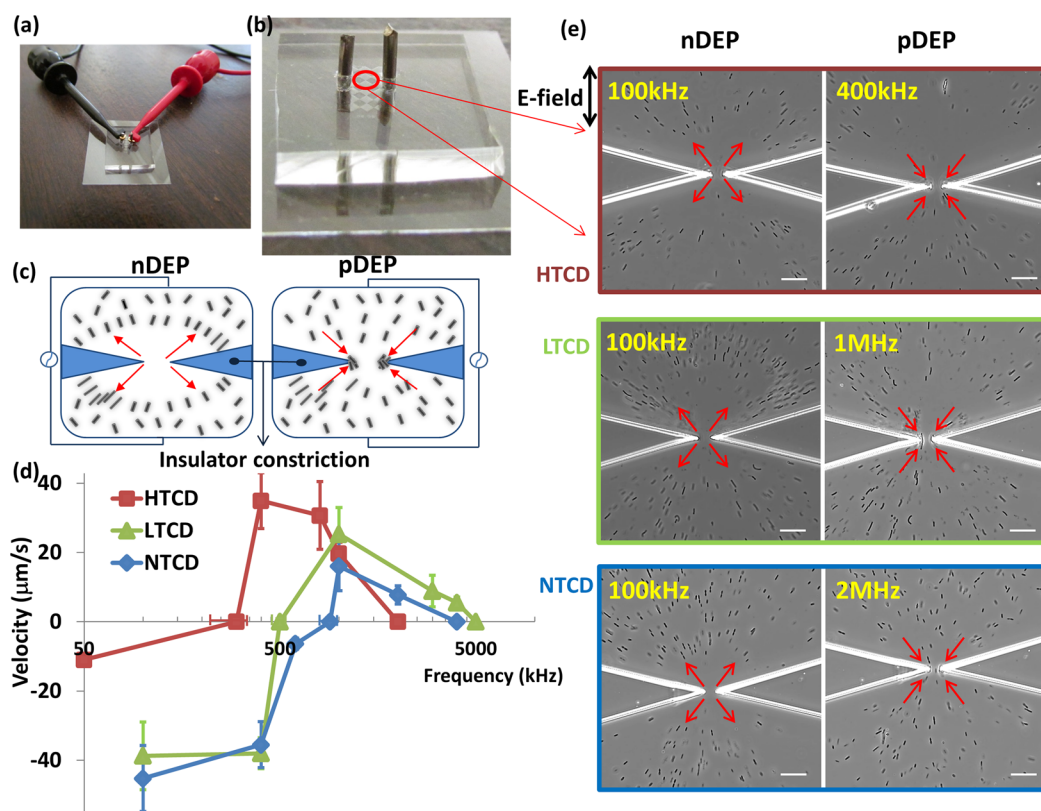 (a)
(b)
(c)
nDEP
pDEP
Insulator constriction
(d)
40
20
0
-20
-40
Velocity (µm/s)
HTCD
LTCD
NTCD
50
500
5000
Frequency (kHz)
(e)
nDEP
pDEP
E-field
100kHz
400kHz
HTCD
LTCD
100kHz
1MHz
NTCD
100kHz
2MHz